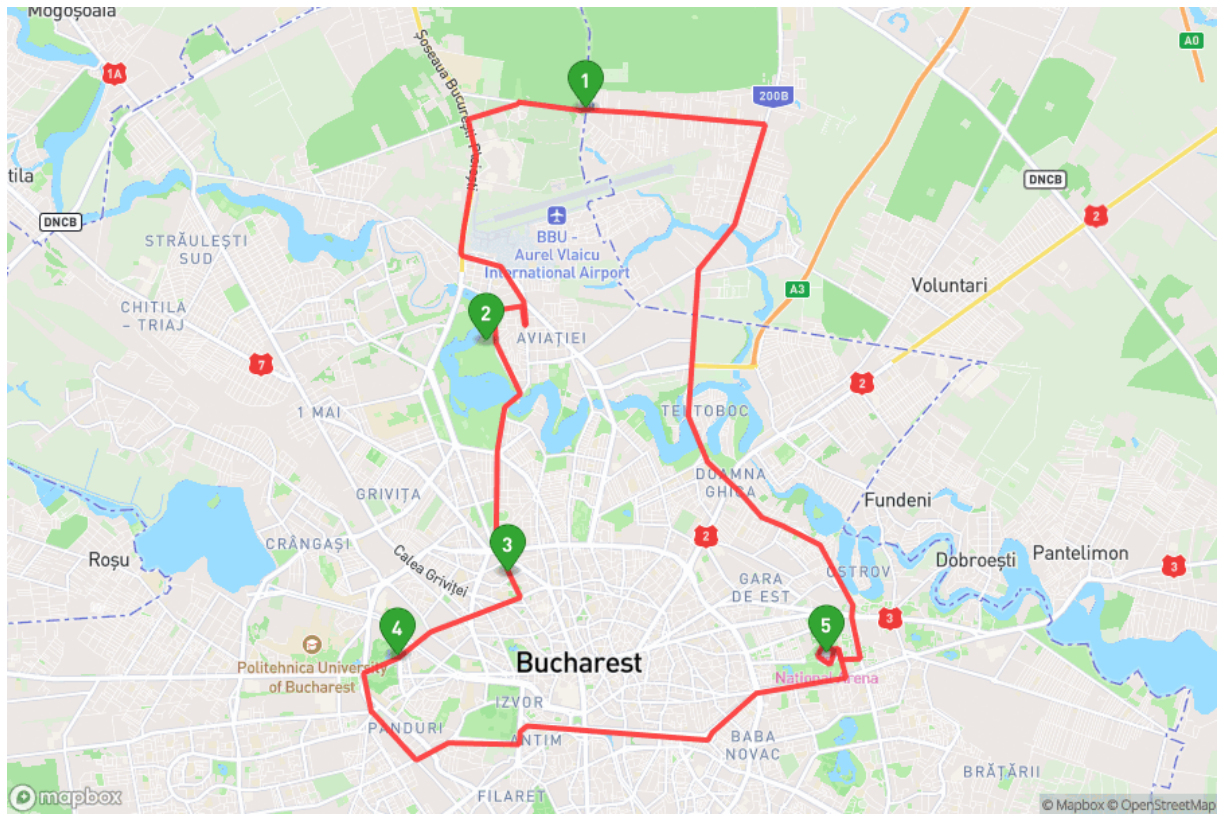 Mogoșoaia
1A
Șoseaua București-Ploiești
1
200B
A0
tila
DNCB
DNCB
2
STRĂULEȘTI
SUD
BBU -
Aurel Vlaicu
International Airport
A3
Voluntari
CHITILA
– TRIAJ
2
AVIAȚIEI
7
2
1 MAI
TEI TOBOC
DOAMNA
GHICA
GRIVIȚA
Fundeni
CRÂNGAȘI
3
2
Roșu
Calea Griviței
GARA
DE EST
OSTROV
Dobroești
Pantelimon
3
4
5
3
Politehnica University
of Bucharest
Bucharest
National Arena
IZVOR
PANDURI
ANTIM
BABA
NOVAC
BRĂȚĂRII
FILARET
mapbox
© Mapbox © OpenStreetMap